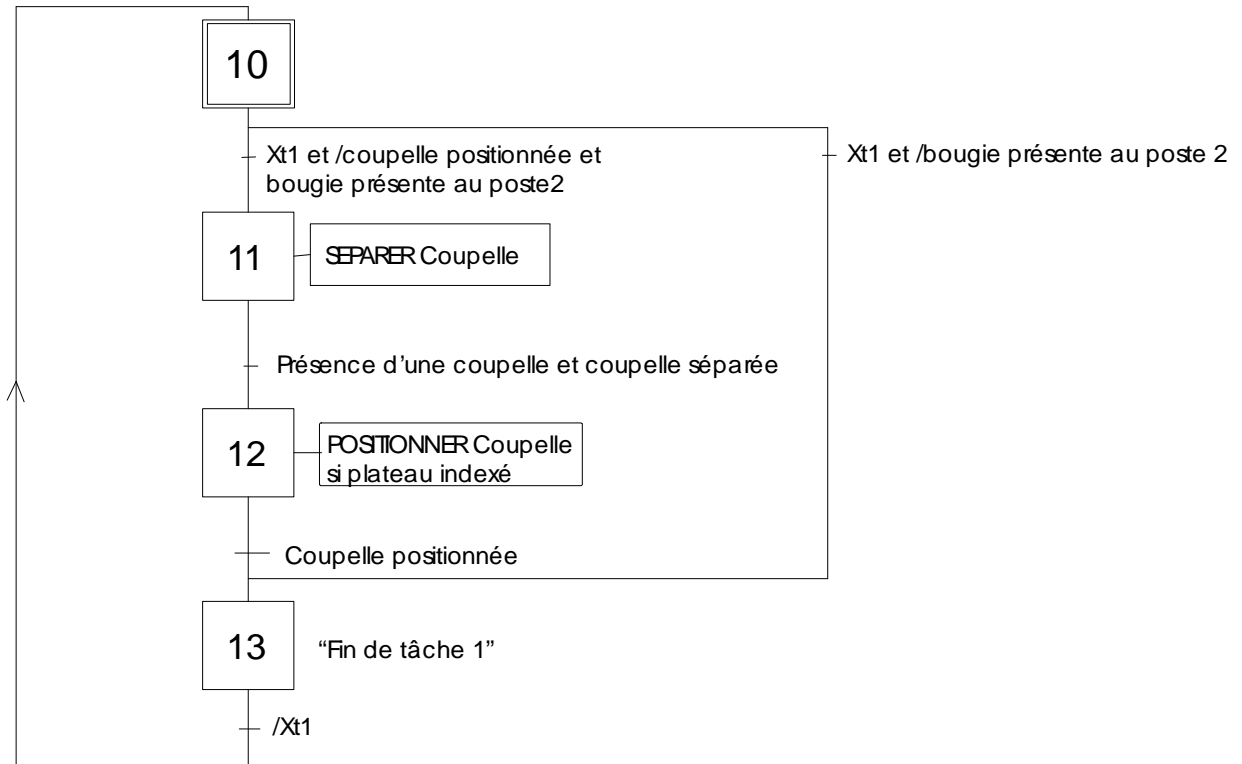 10
Xt1 et /coupelle positionnée et
bougie présente au poste2
Xt1 et /bougie présente au poste 2
11
SEPARER Coupelle
Présence d'une coupelle et coupelle séparée
12
POSITIONNER Coupelle
si plateau indexé
Coupelle positionnée
13
“Fin de tâche 1”
/Xt1